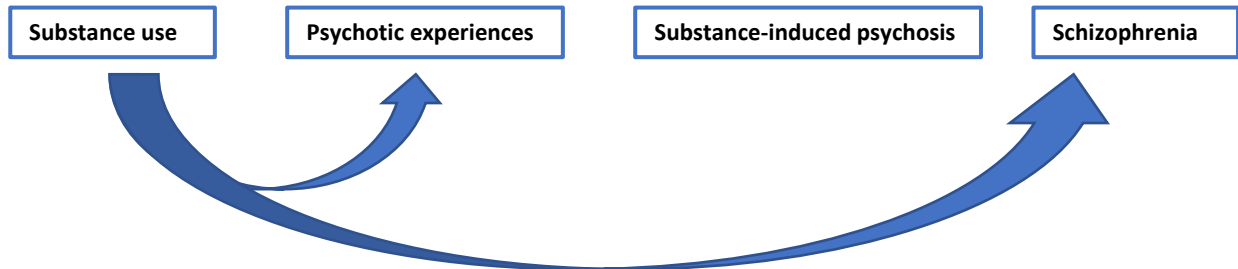 Substance use
Psychotic experiences
Substance-induced psychosis
Schizophrenia